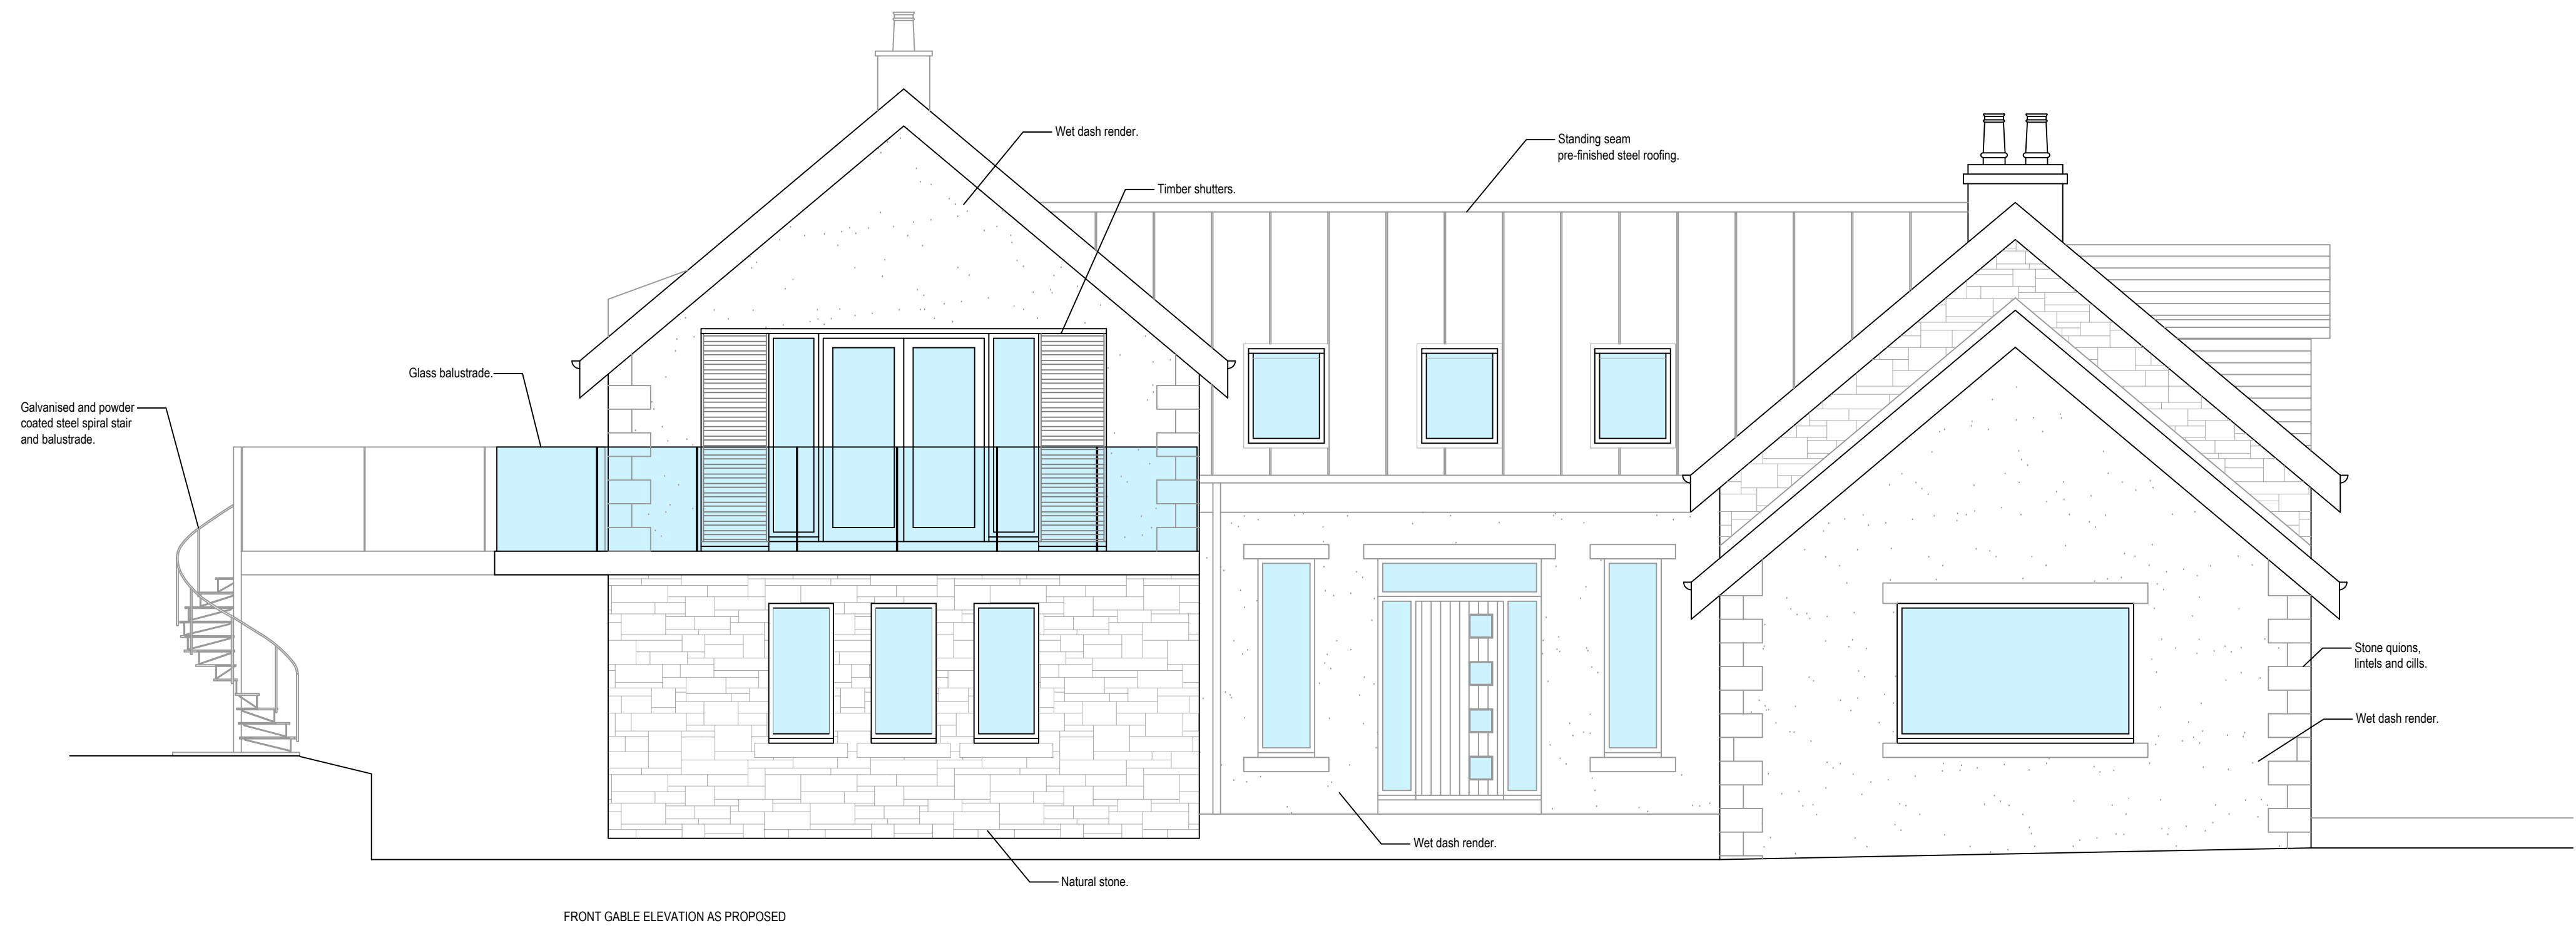 Wet dash render.
Standing seam
pre-finished steel roofing.
Timber shutters.
Glass balustrade.
Galvanised and powder
coated steel spiral stair
and balustrade.
Stone quions,
lintels and cills.
Wet dash render.
Wet dash render.
Natural stone.
FRONT GABLE ELEVATION AS PROPOSED